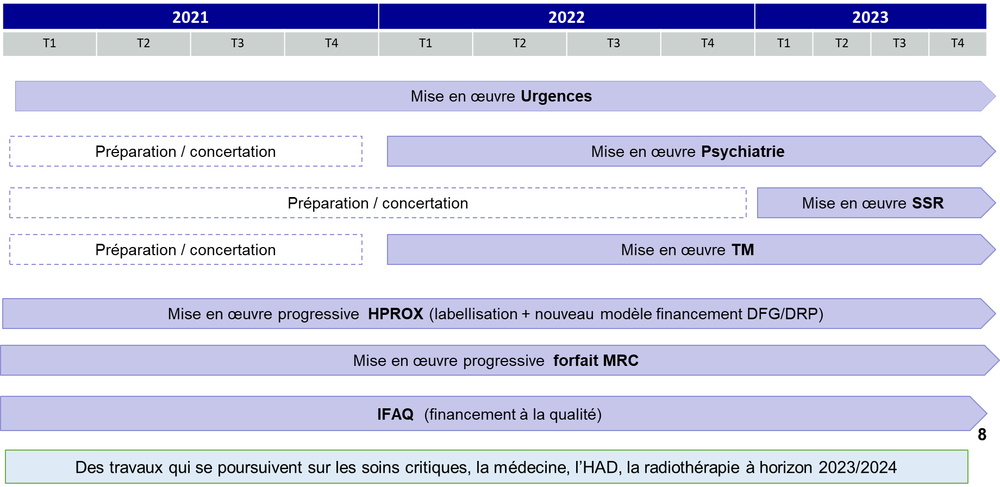 2021 2022 2023
T1 T2 T3 T4 T1 T2 T3 T4 T1 T2 T3 T4
Mise en œuvre Urgences
Préparation / concertation Mise en œuvre Psychiatrie
Préparation / concertation Mise en œuvre SSR
Préparation / concertation Mise en œuvre TM
Mise en œuvre progressive HPROX (labellisation + nouveau modèle financement DFG/DRP)
Mise en œuvre progressive forfait MRC
IFAQ (financement à la qualité)
8
Des travaux qui se poursuivent sur les soins critiques, la médecine, l’HAD, la radiothérapie à horizon 2023/2024